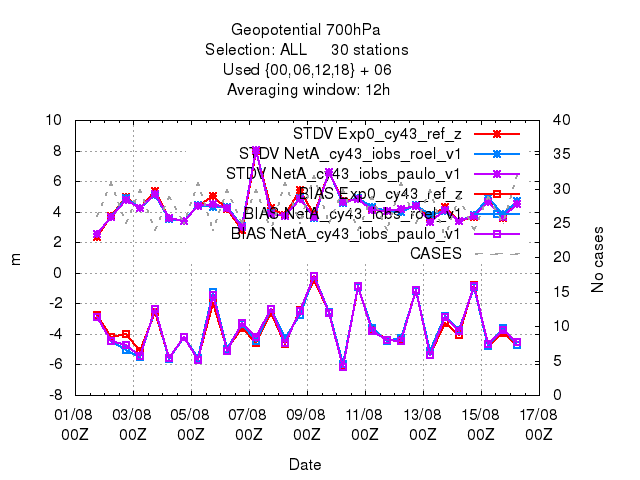 Geopotential 700hPa
Selection: ALL 30 stations
Used {00,06,12,18} + 06
Averaging window: 12h
10
8
6
4
2
0
-2
-4
-6
-8
m
40
35
30
25
20
15
10
5
0
No cases
STDV Exp0_cy43_ref_z
STDV NetA_cy43_iobs_roel_v1
STDV NetA_cy43_iobs_paulo_v1
BIAS Exp0_cy43_ref_z
BIAS NetA_cy43_iobs_roel_v1
BIAS NetA_cy43_iobs_paulo_v1
CASES
01/08 03/08 05/08 07/08 09/08 11/08 13/08 15/08 17/08
00Z 00Z 00Z 00Z 00Z 00Z 00Z 00Z 00Z
Date